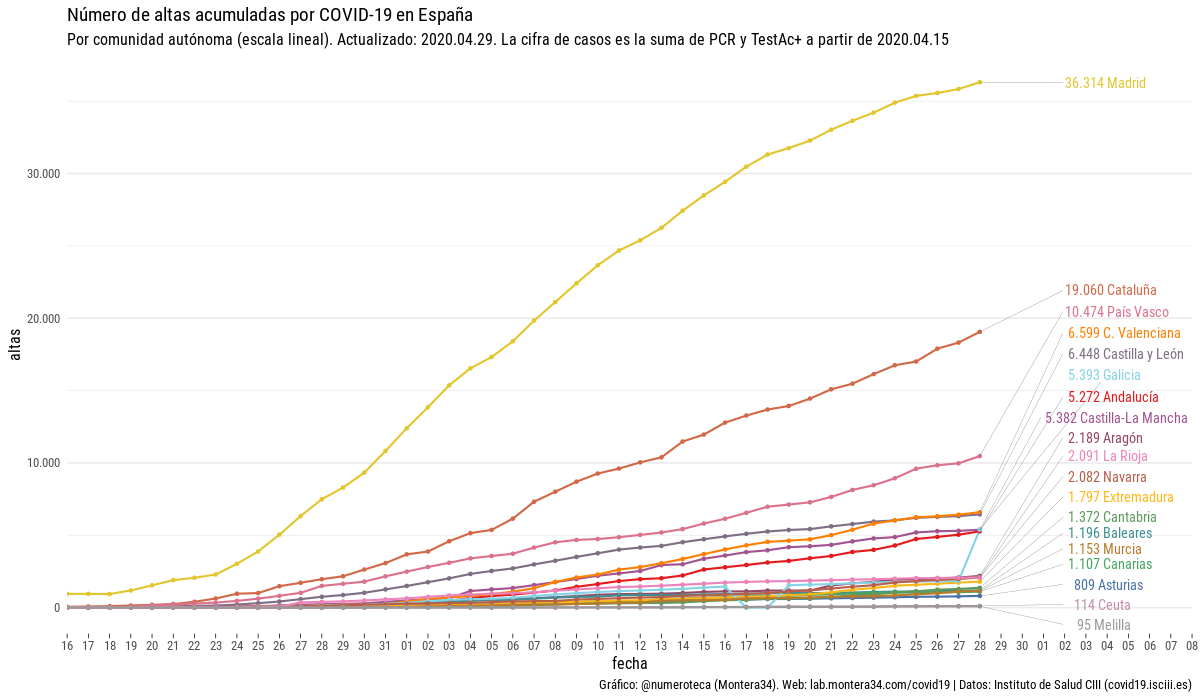 Número de altas acumuladas por COVID-19 en España
Por comunidad autónoma (escala lineal). Actualizado: 2020.04.29. La cifra de casos es la suma de PCR y TestAc+ a partir de 2020.04.15
altas
30.000
20.000
10.000
0
36.314 Madrid
19.060 Cataluña
10.474 País Vasco
6.599 C. Valenciana
6.448 Castilla y León
5.393 Galicia
5.272 Andalucía
5.382 Castilla-La Mancha
2.189 Aragón
2.091 La Rioja
2.082 Navarra
1.797 Extremadura
1.372 Cantabria
1.196 Baleares
1.153 Murcia
1.107 Canarias
809 Asturias
114 Ceuta
95 Melilla
16 17 18 19 20 21 22 23 24 25 26 27 28 29 30 31 01 02 03 04 05 06 07 08 09 10 11 12 13 14 15 16 17 18 19 20 21 22 23 24 25 26 27 28 29 30 01 02 03 04 05 06 07 08
fecha
Gráfico: @numeroteca (Montera34). Web: lab.montera34.com/covid19 | Datos: Instituto de Salud CIII (covid19.isciii.es)